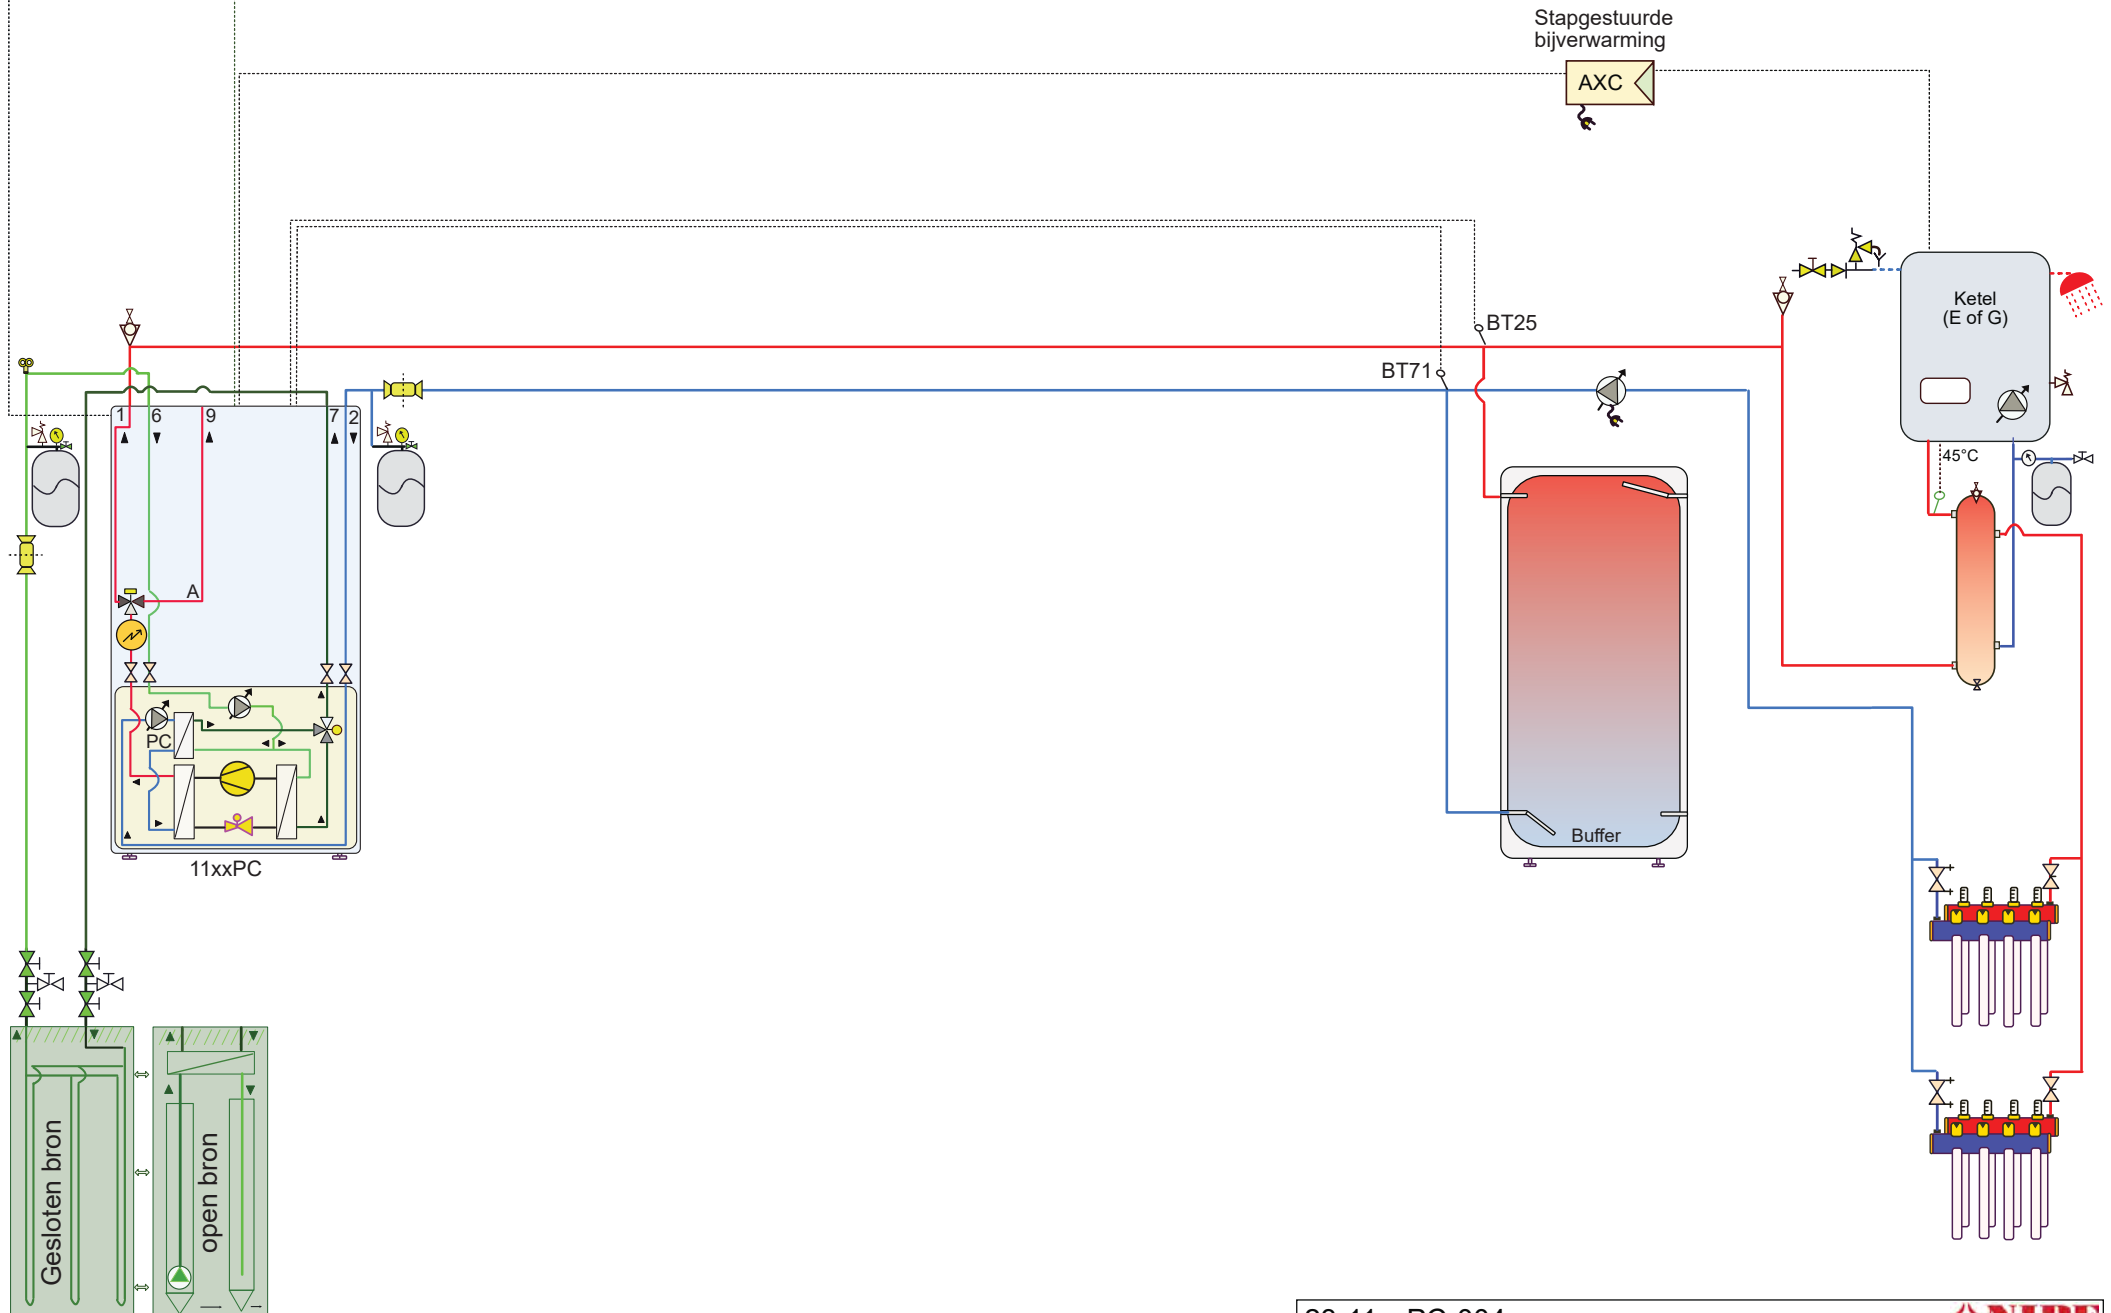 Stapgestuurde
bijverwarming
AXC
Ketel
(E of G)
BT25
BT71
1 6 9 7 2
45°C
A
PC
Buffer
11xxPC
Gesloten bron
open bron